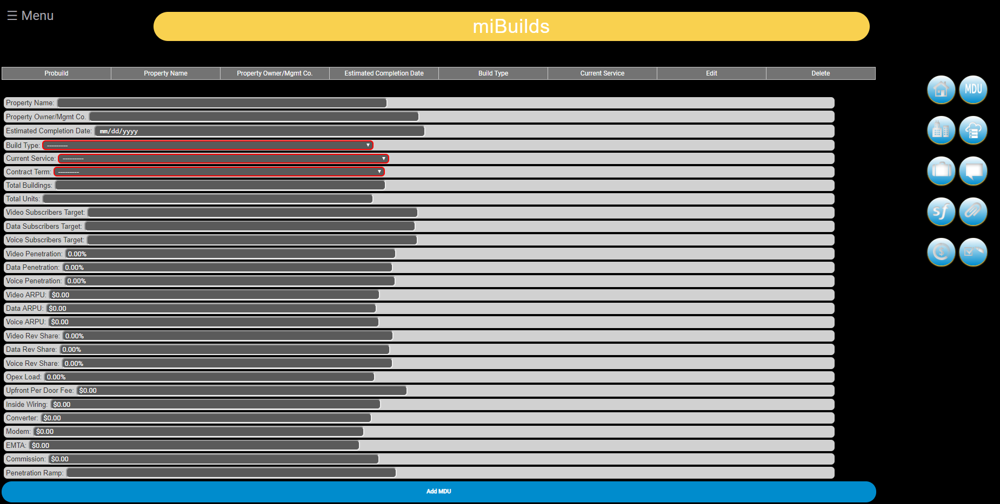 ☰ Menu
miBuilds
Probuild Property Name Property Owner/Mgmt Co. Estimated Completion Date Build Type Current Service Edit Delete
MDU
Property Name:
Property Owner/Mgmt Co.
Estimated Completion Date: mm/dd/yyyy
Build Type: ---------
Current Service: ---------
Contract Term: ---------
Total Buildings:
Total Units:
Video Subscribers Target:
Data Subscribers Target:
Voice Subscribers Target:
sf
Video Penetration: 0.00%
Data Penetration: 0.00%
Voice Penetration: 0.00%
Video ARPU: $0.00
Data ARPU: $0.00
Voice ARPU: $0.00
Video Rev Share: 0.00%
Data Rev Share: 0.00%
Voice Rev Share: 0.00%
Opex Load: 0.00%
Upfront Per Door Fee: $0.00
Inside Wiring: $0.00
Converter: $0.00
Modem: $0.00
EMTA: $0.00
Commission: $0.00
Penetration Ramp:
Add MDU